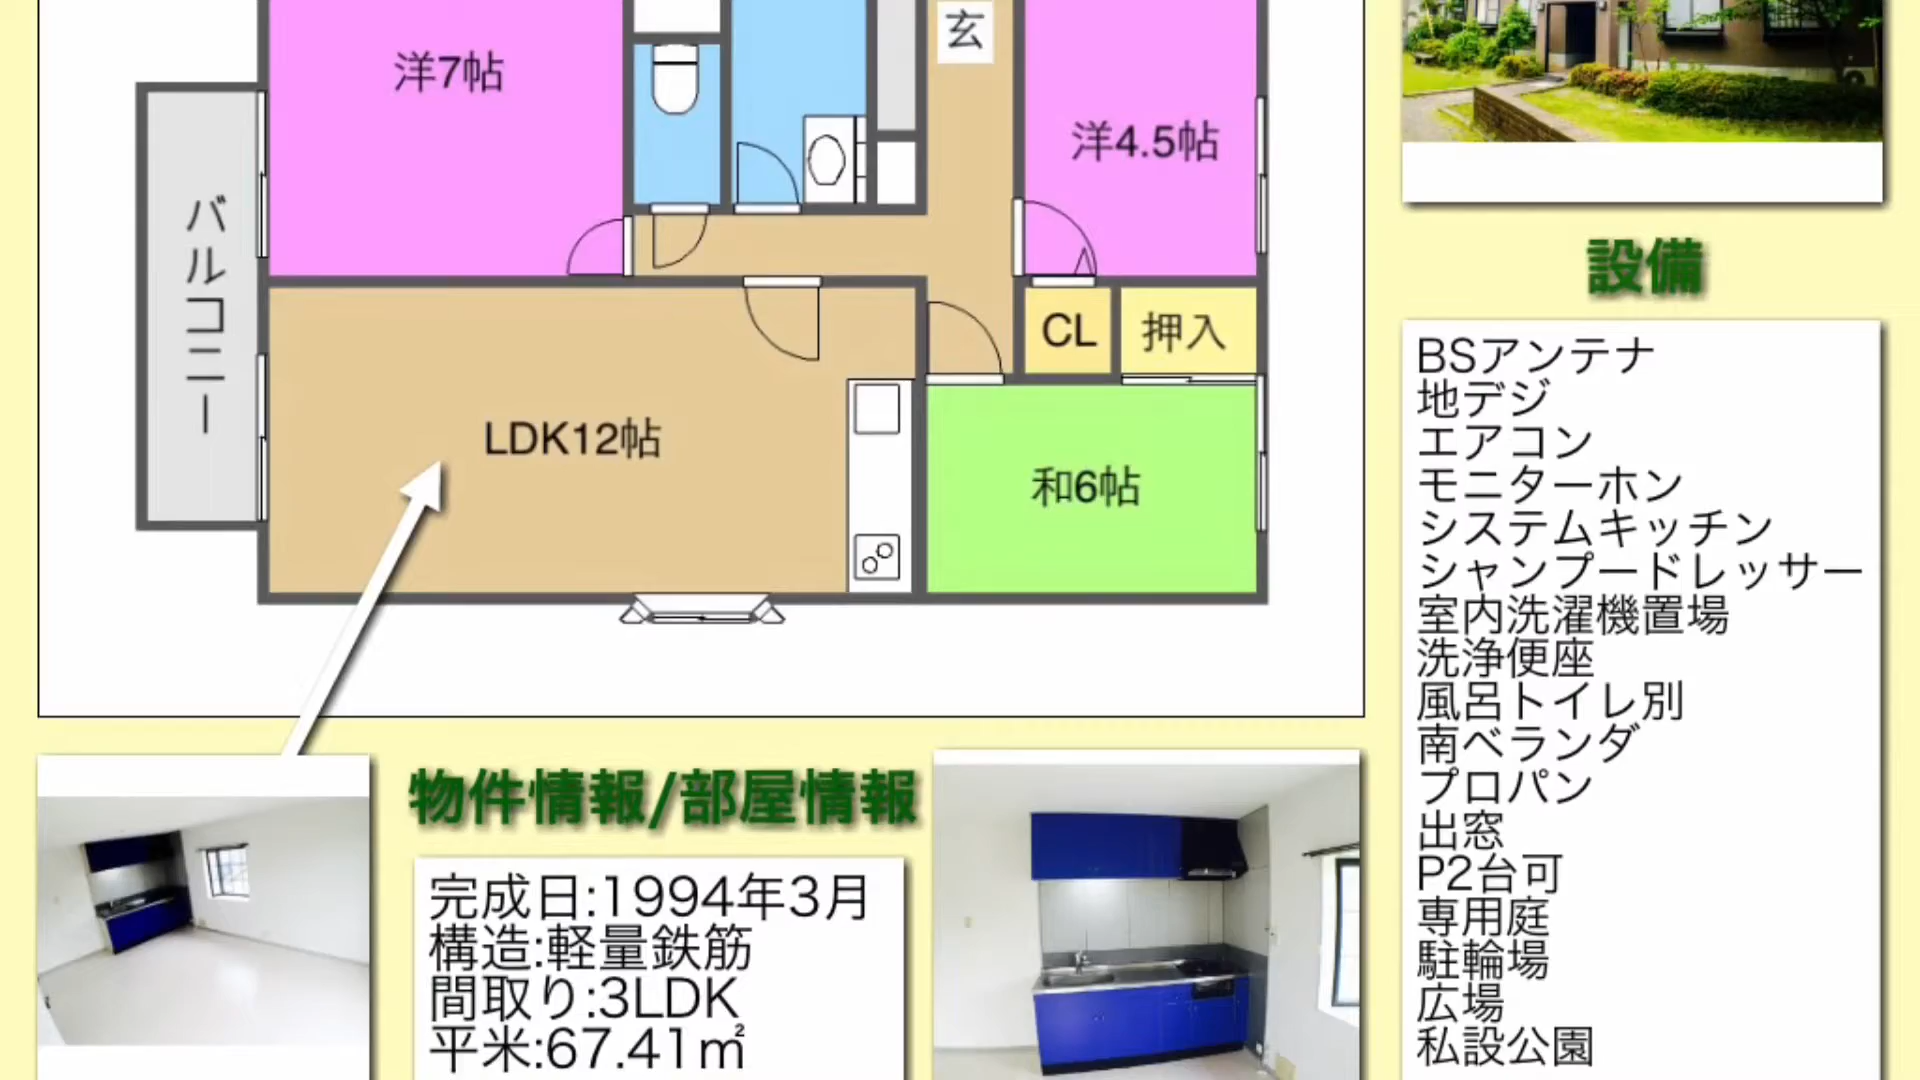 玄
洋7帖
洋4.5帖
バルコニー
CL
押入
LDK12帖
和6帖
設備
BSアンテナ
地デジ
エアコン
モニターホン
システムキッチン
シャンプードレッサー
室内洗濯機置場
洗浄便座
風呂トイレ別
南ベランダ
プロパン
出窓
P2台可
専用庭
駐輪場
広場
私設公園
物件情報/部屋情報
完成日:1994年3月
構造:軽量鉄筋
間取り:3LDK
平米:67.41㎡